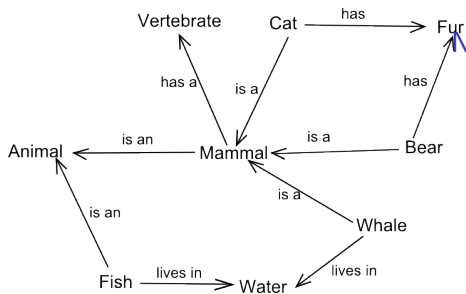 Vertebrate
Cat
has
Fur
has a
is a
has
Animal
is an
Mammal
is a
Bear
is an
is a
Whale
Fish
lives in
Water
lives in